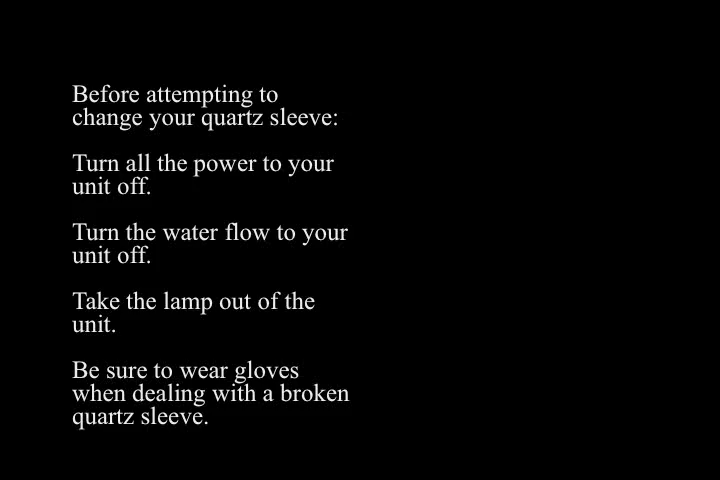 Before attempting to
change your quartz sleeve:
Turn all the power to your
unit off.
Turn the water flow to your
unit off.
Take the lamp out of the
unit.
Be sure to wear gloves
when dealing with a broken
quartz sleeve.